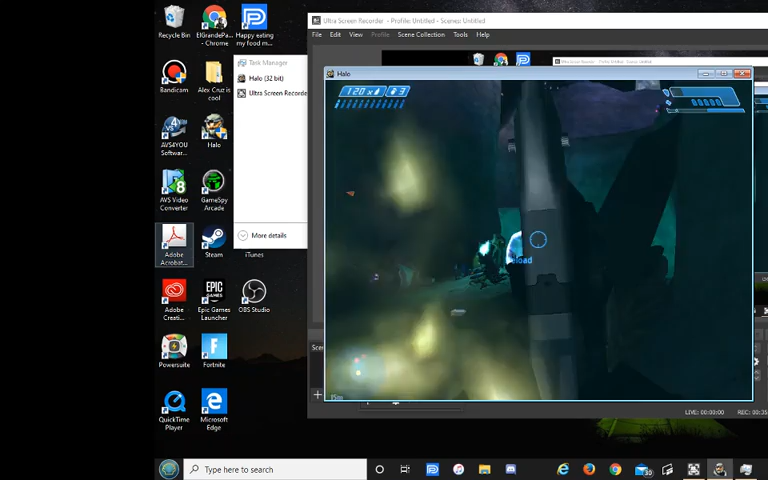 Recycle Bin
ElGrandePa...
- Chrome
Happy eating
my food m...
Bandicam
Alex Cruz is
cool
AVS4YOU
Softwar...
Halo
AVS Video
Converter
GameSpy
Arcade
Adobe
Acrobat...
Steam
iTunes
Adobe
Creati...
Epic Games
Launcher
OBS Studio
Powersuite
Fortnite
QuickTime
Player
Microsoft
Edge
Task Manager
Halo (32 bit)
Ultra Screen Recorde
More details
Ultra Screen Recorder - Profile: Untitled - Scenes: Untitled
File Edit View Profile Scene Collection Tools Help
Halo
120 x
3
Scen
LIVE: 00:00:00
REC: 00:35
Type here to search
30